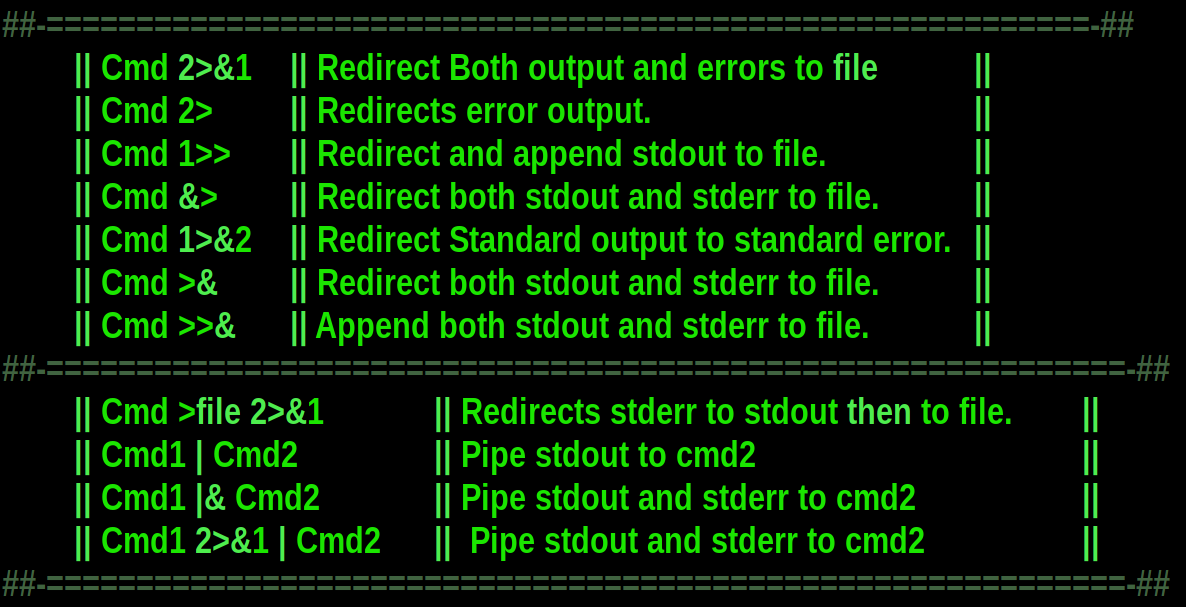 ##-==========================================================-##
|| Cmd 2>&1 || Redirect Both output and errors to file ||
|| Cmd 2> || Redirects error output. ||
|| Cmd 1>> || Redirect and append stdout to file. ||
|| Cmd &> || Redirect both stdout and stderr to file. ||
|| Cmd 1>&2 || Redirect Standard output to standard error. ||
|| Cmd >& || Redirect both stdout and stderr to file. ||
|| Cmd >>& || Append both stdout and stderr to file. ||
##-============================================================-##
|| Cmd >file 2>&1 || Redirects stderr to stdout then to file. ||
|| Cmd1 | Cmd2 || Pipe stdout to cmd2 ||
|| Cmd1 |& Cmd2 || Pipe stdout and stderr to cmd2 ||
|| Cmd1 2>&1 | Cmd2 || Pipe stdout and stderr to cmd2 ||
##-============================================================-##